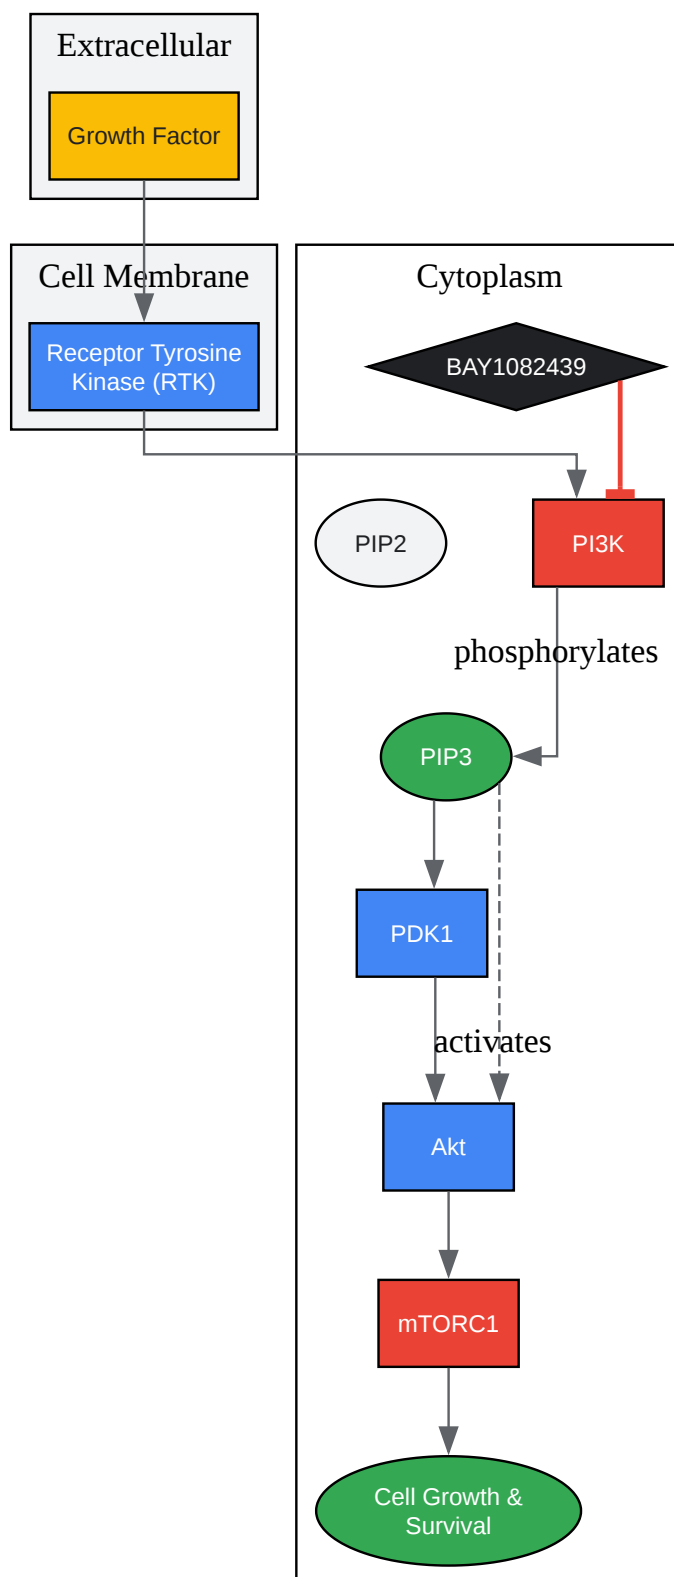 Extracellular
Growth Factor
Cell Membrane
Receptor Tyrosine
Kinase (RTK)
Cytoplasm
BAY1082439
PIP2
PI3K
phosphorylates
PIP3
PDK1
activates
Akt
mTORC1
Cell Growth &
Survival